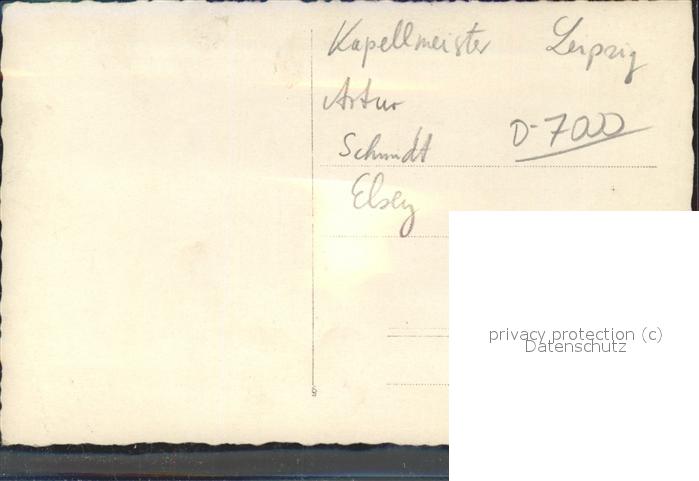 Kapellmeister Leipzig
Artur
Schmidt D-7000
Elsey
privacy protection (c)
Datenschutz